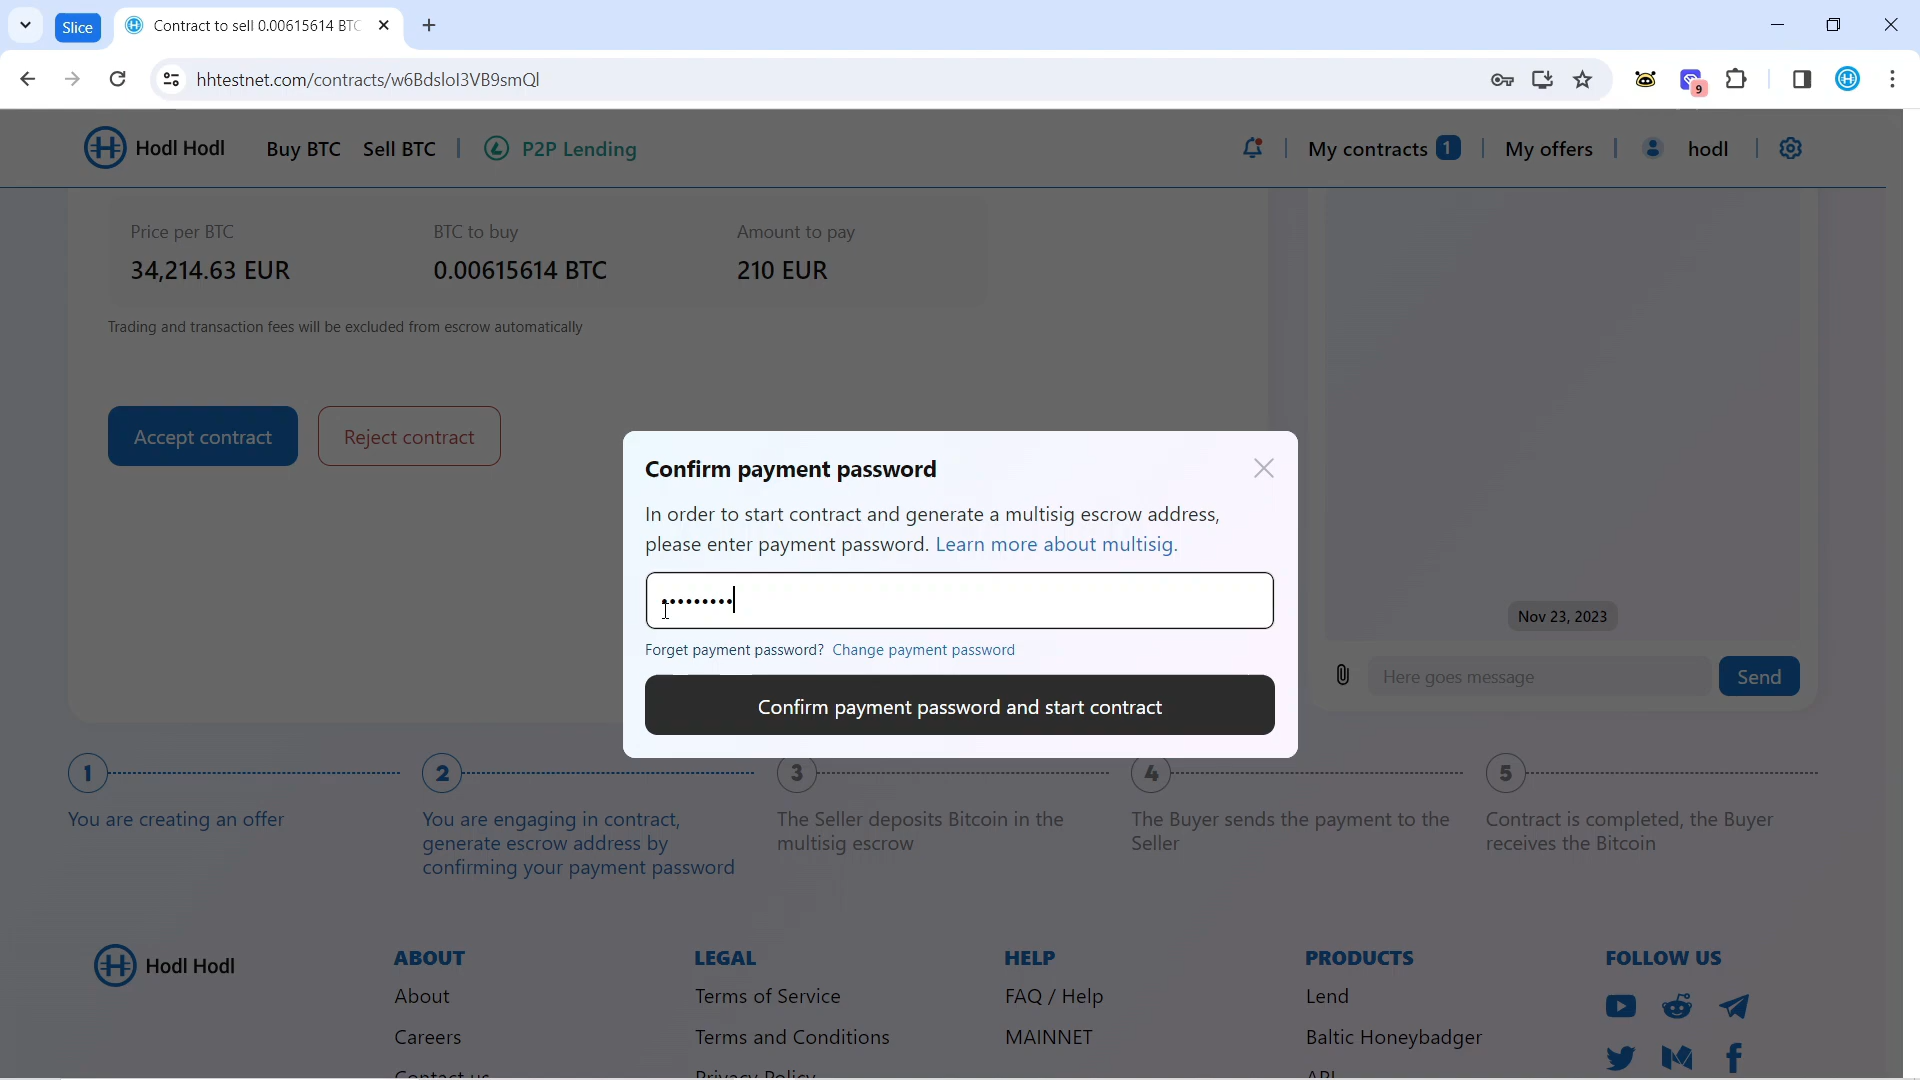 Slice
Contract to sell 0.00615614 BTC
hhtestnet.com/contracts/w6Bdslol3VB9smQl
9
Hodl Hodl
Buy BTC
Sell BTC
P2P Lending
My contracts 1
My offers
hodl
Price per BTC
BTC to buy
Amount to pay
34,214.63 EUR
0.00615614 BTC
210 EUR
Trading and transaction fees will be excluded from escrow automatically
Accept contract
Reject contract
Confirm payment password
In order to start contract and generate a multisig escrow address,
please enter payment password. Learn more about multisig.
•••••••••
Forget payment password? Change payment password
Confirm payment password and start contract
Nov 23, 2023
Here goes message
Send
1
You are creating an offer
2
You are engaging in contract,
generate escrow address by
confirming your payment password
3
The Seller deposits Bitcoin in the
multisig escrow
4
The Buyer sends the payment to the
Seller
5
Contract is completed, the Buyer
receives the Bitcoin
Hodl Hodl
ABOUT
About
Careers
Contact us
LEGAL
Terms of Service
Terms and Conditions
Privacy Policy
HELP
FAQ / Help
MAINNET
PRODUCTS
Lend
Baltic Honeybadger
API
FOLLOW US